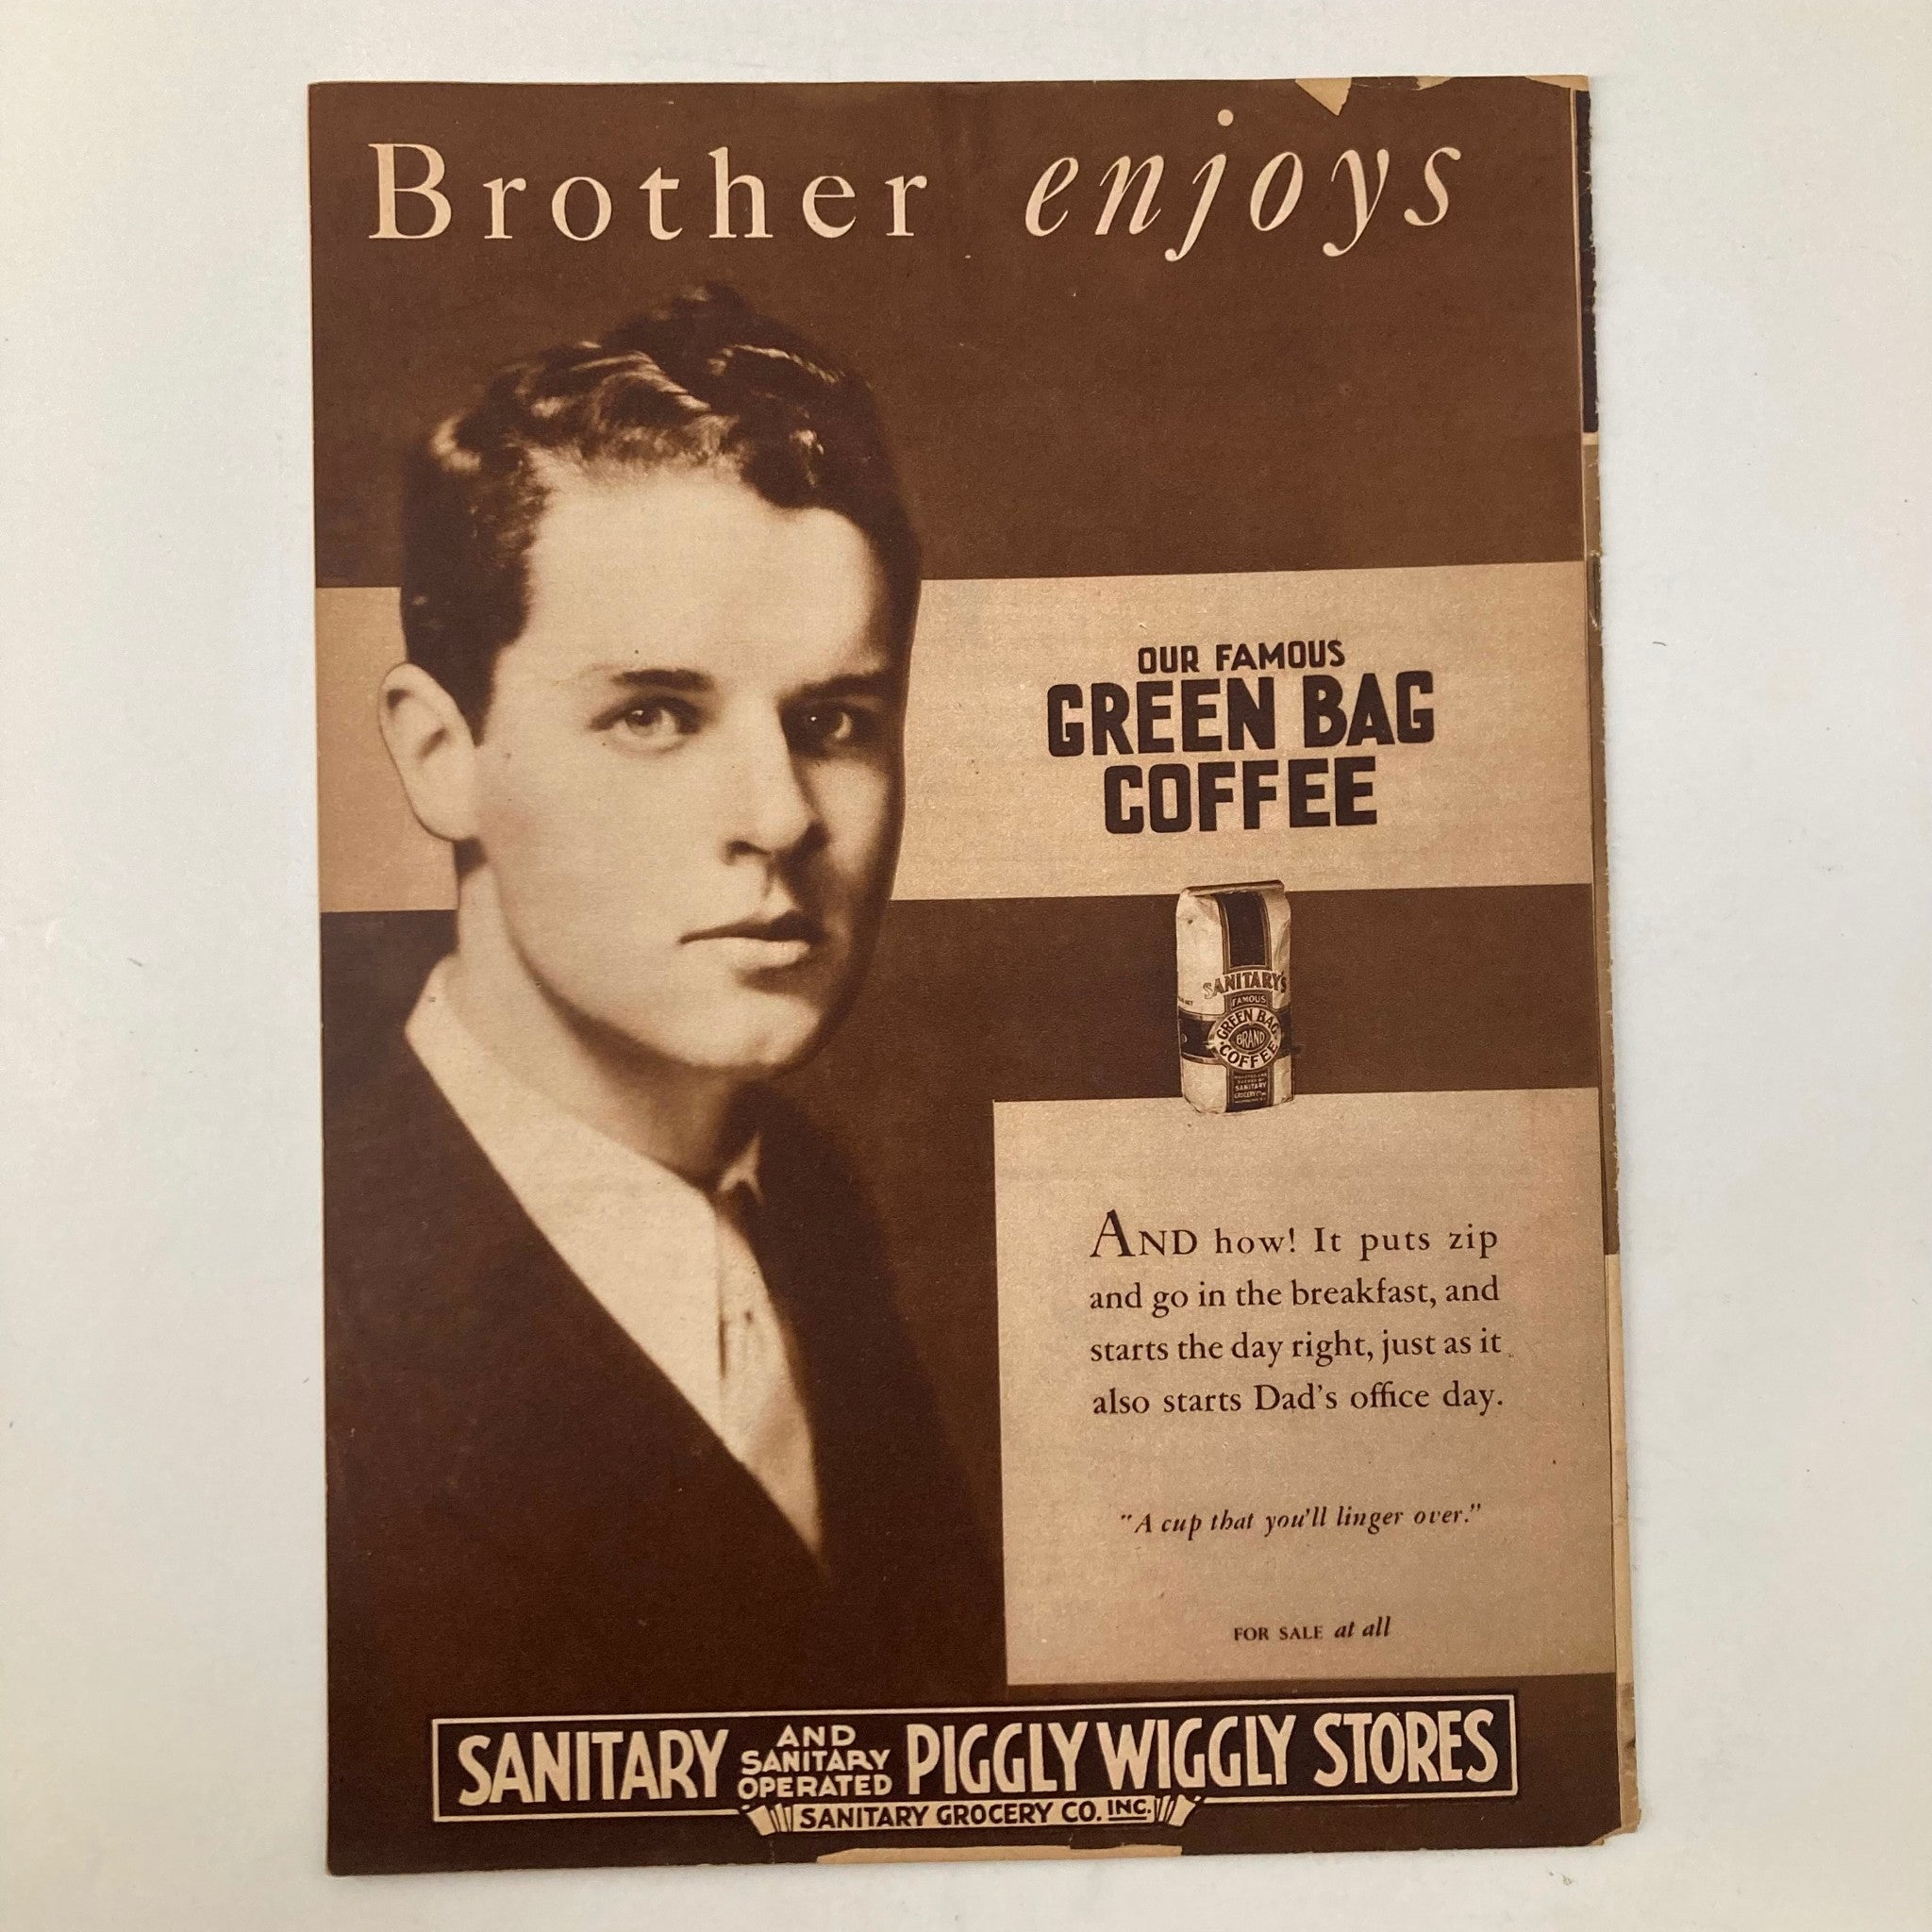 Brother enjoys
OUR FAMOUS
GREEN BAG
COFFEE
SANITARY'S
FAMOUS
GREEN BAG
BRAND
COFFEE
SANITARY
AND how! It puts zip
and go in the breakfast, and
starts the day right, just as it
also starts Dad's office day.
"A cup that you'll linger over."
FOR SALE at all
SANITARY AND SANITARY OPERATED PIGGLY WIGGLY STORES
SANITARY GROCERY CO. INC.